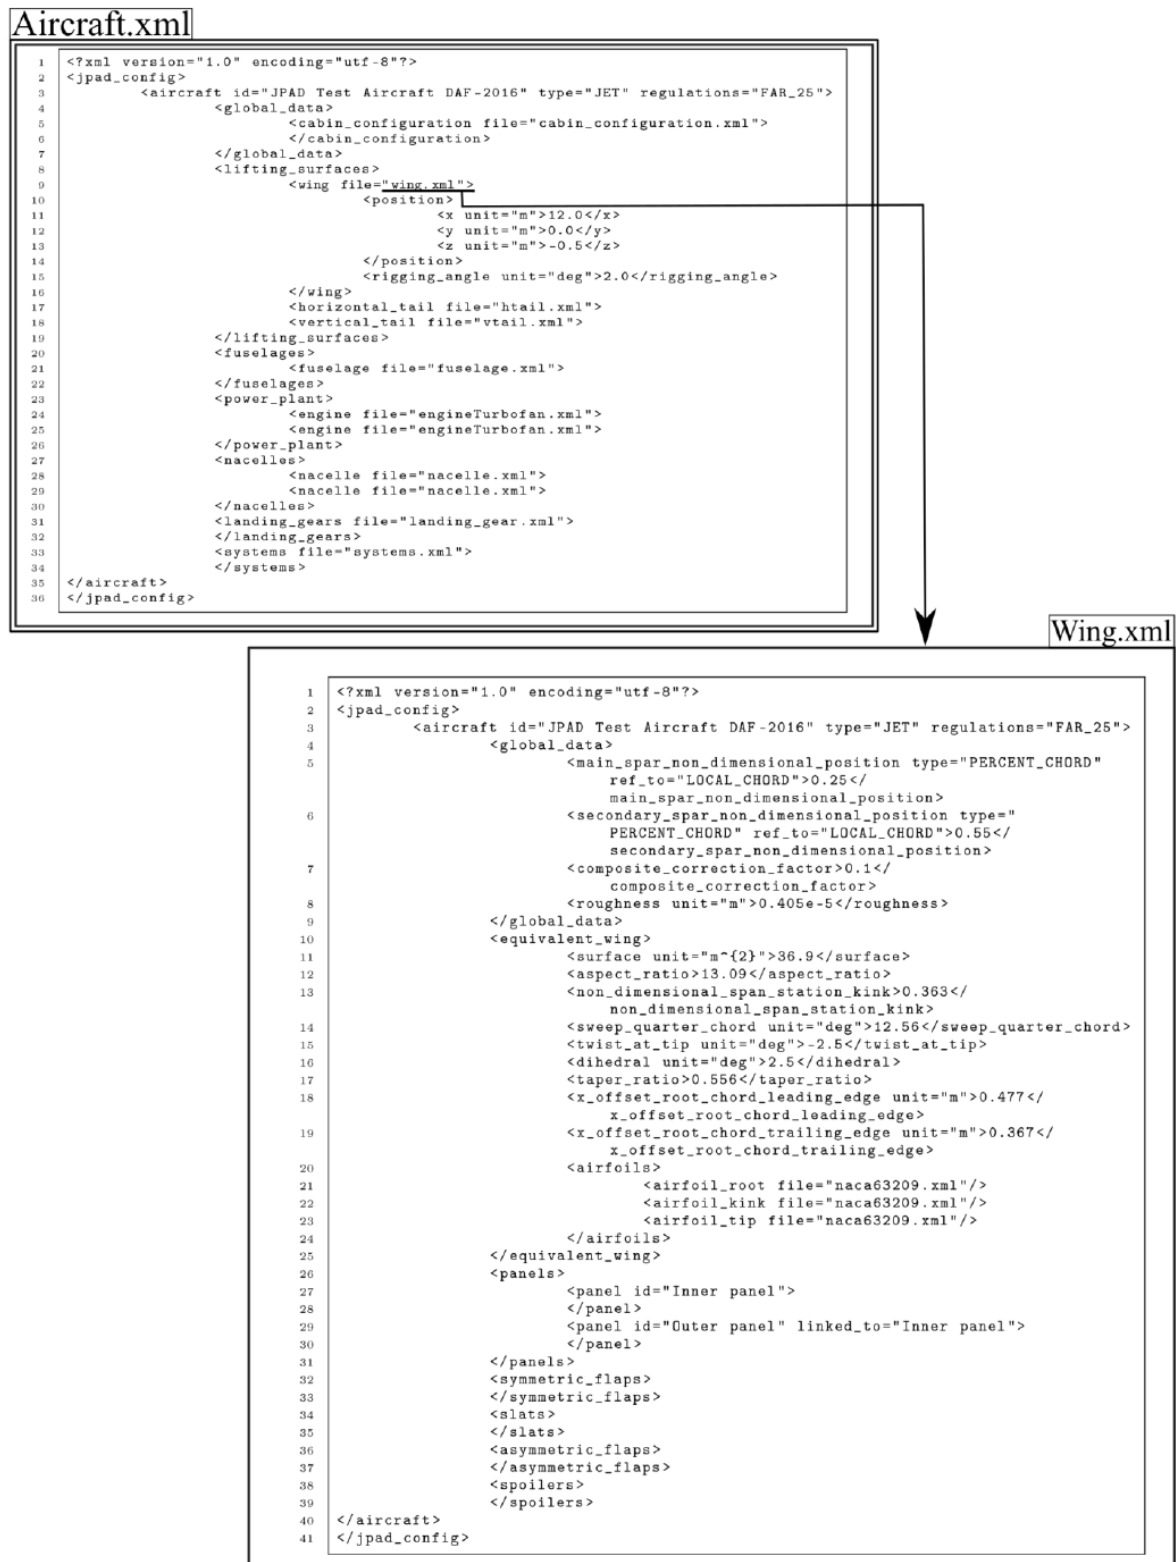 Aircraft.xml
1 <?xml version="1.0" encoding="utf-8"?>
2 <jpad_config>
3 <aircraft id="JPAD Test Aircraft DAF-2016" type="JET" regulations="FAR_25">
4 <global_data>
5 <cabin_configuration file="cabin_configuration.xml">
6 </cabin_configuration>
7 </global_data>
8 <lifting_surfaces>
9 <wing file="wing.xml">
10 <position>
11 <x unit="m">12.0</x>
12 <y unit="m">0.0</y>
13 <z unit="m">-0.5</z>
14 </position>
15 <rigging_angle unit="deg">2.0</rigging_angle>
16 </wing>
17 <horizontal_tail file="htail.xml">
18 <vertical_tail file="vtail.xml">
19 </lifting_surfaces>
20 <fuselages>
21 <fuselage file="fuselage.xml">
22 </fuselages>
23 <power_plant>
24 <engine file="engineTurbofan.xml">
25 <engine file="engineTurbofan.xml">
26 </power_plant>
27 <nacelles>
28 <nacelle file="nacelle.xml">
29 <nacelle file="nacelle.xml">
30 </nacelles>
31 <landing_gears file="landing_gear.xml">
32 </landing_gears>
33 <systems file="systems.xml">
34 </systems>
35 </aircraft>
36 </jpad_config>
Wing.xml
1 <?xml version="1.0" encoding="utf-8"?>
2 <jpad_config>
3 <aircraft id="JPAD Test Aircraft DAF-2016" type="JET" regulations="FAR_25">
4 <global_data>
5 <main_spar_non_dimensional_position type="PERCENT_CHORD"
ref_to="LOCAL_CHORD">0.25</
main_spar_non_dimensional_position>
6 <secondary_spar_non_dimensional_position type="
PERCENT_CHORD" ref_to="LOCAL_CHORD">0.55</
secondary_spar_non_dimensional_position>
7 <composite_correction_factor>0.1</
composite_correction_factor>
8 <roughness unit="m">0.405e-5</roughness>
9 </global_data>
10 <equivalent_wing>
11 <surface unit="m^{2}">36.9</surface>
12 <aspect_ratio>13.09</aspect_ratio>
13 <non_dimensional_span_station_kink>0.363</
non_dimensional_span_station_kink>
14 <sweep_quarter_chord unit="deg">12.56</sweep_quarter_chord>
15 <twist_at_tip unit="deg">-2.5</twist_at_tip>
16 <dihedral unit="deg">2.5</dihedral>
17 <taper_ratio>0.556</taper_ratio>
18 <x_offset_root_chord_leading_edge unit="m">0.477</
x_offset_root_chord_leading_edge>
19 <x_offset_root_chord_trailing_edge unit="m">0.367</
x_offset_root_chord_trailing_edge>
20 <airfoils>
21 <airfoil_root file="naca63209.xml"/>
22 <airfoil_kink file="naca63209.xml"/>
23 <airfoil_tip file="naca63209.xml"/>
24 </airfoils>
25 </equivalent_wing>
26 <panels>
27 <panel id="Inner panel">
28 </panel>
29 <panel id="Outer panel" linked_to="Inner panel">
30 </panel>
31 </panels>
32 <symmetric_flaps>
33 </symmetric_flaps>
34 <slats>
35 </slats>
36 <asymmetric_flaps>
37 </asymmetric_flaps>
38 <spoilers>
39 </spoilers>
40 </aircraft>
41 </jpad_config>